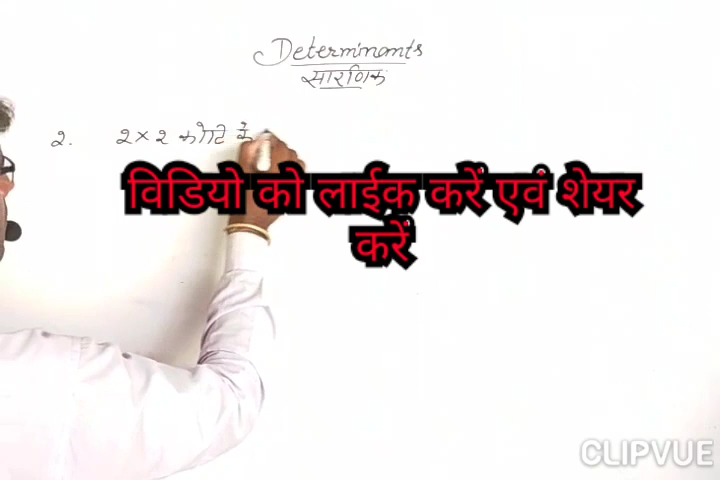 Determinants
सारणिक
2. 2×2 कोटि के
विडियो को लाईक करें एवं शेयर
करें
CLIPVUE